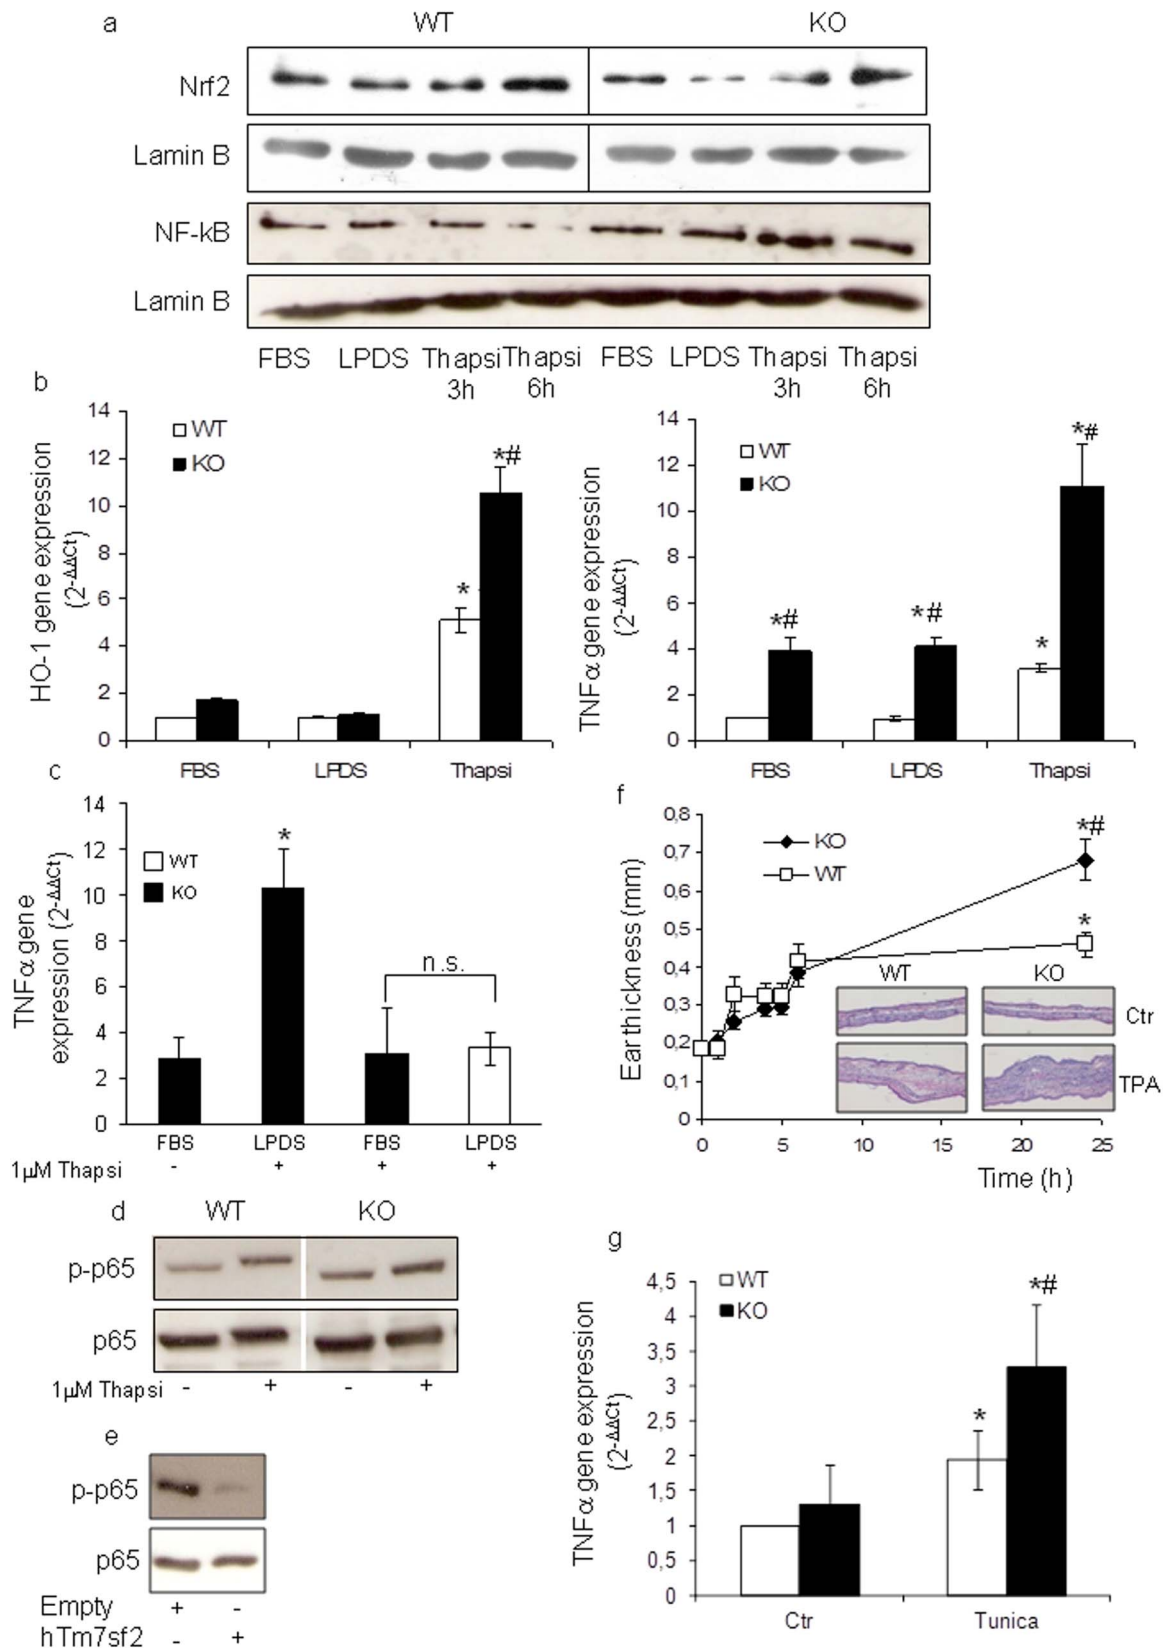 a
WT KO
Nrf2
Lamin B
NF-kB
Lamin B
FBS LPDS Thapsi 3h Thapsi 6h FBS LPDS Thapsi 3h Thapsi 6h
b
HO-1 gene expression
(2-ΔΔCt)
14
12
10
8
6
4
2
0
WT
KO
*
*#
FBS LPDS Thapsi
TNFα gene expression
(2-ΔΔCt)
14
12
10
8
6
4
2
0
WT
KO
*#
*#
*
*#
FBS LPDS Thapsi
c
TNFα gene
expression (2-ΔΔCt)
14
12
10
8
6
4
2
0
WT
KO
*
n.s.
FBS LPDS FBS LPDS
1μM Thapsi - + + +
f
Ear thickness (mm)
0,8
0,7
0,6
0,5
0,4
0,3
0,2
0,1
0
KO
WT
*#
*
WT KO
Ctr
TPA
0 5 10 15 20 25
Time (h)
d
WT KO
p-p65
p65
1μM Thapsi - + - +
e
p-p65
p65
Empty + -
hTm7sf2 - +
g
TNFα gene expression
(2-ΔΔCt)
4,5
4
3,5
3
2,5
2
1,5
1
0,5
0
WT
KO
*
*#
Ctr Tunica